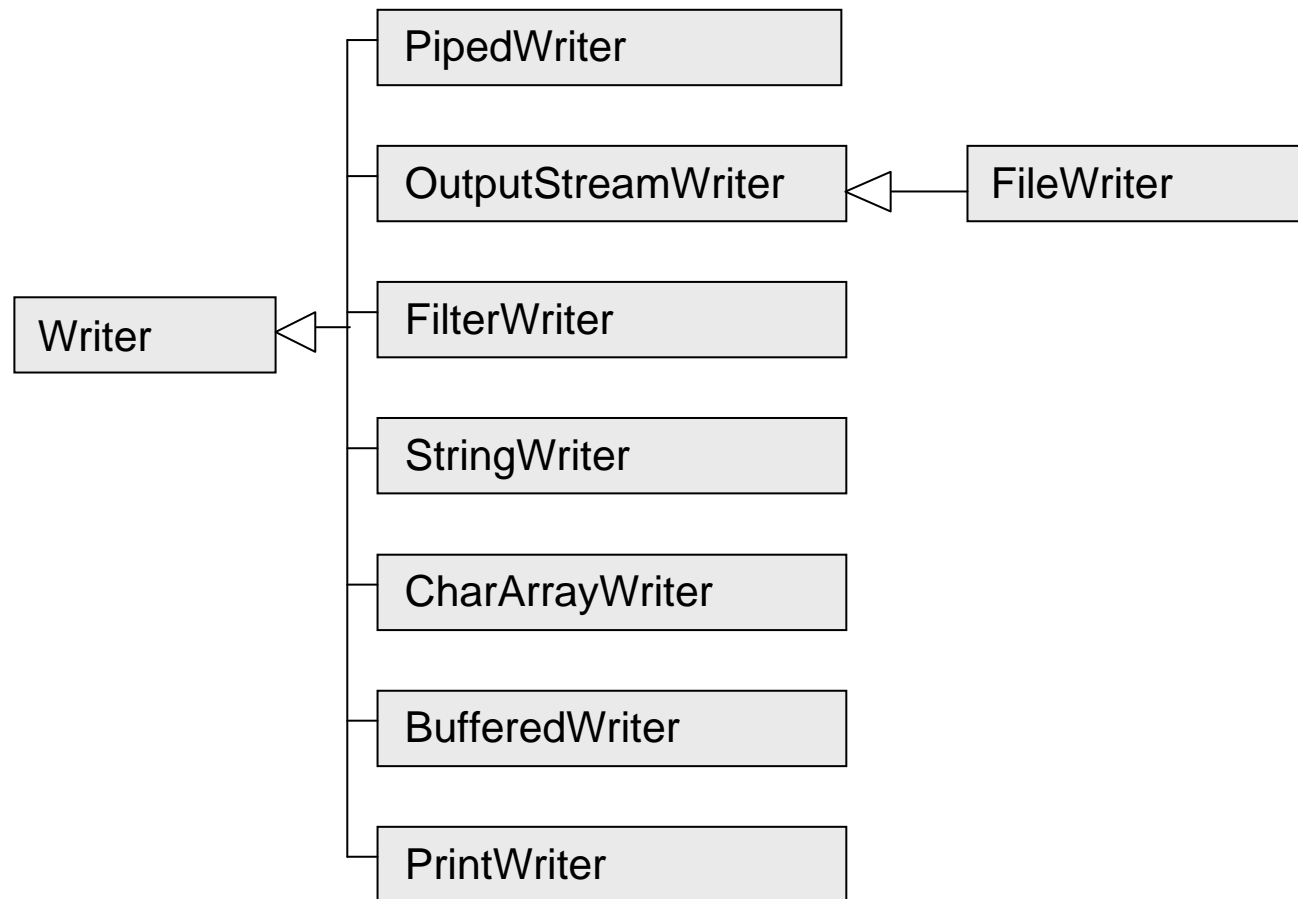 PipedWriter
OutputStreamWriter
FileWriter
FilterWriter
Writer
StringWriter
CharArrayWriter
BufferedWriter
PrintWriter